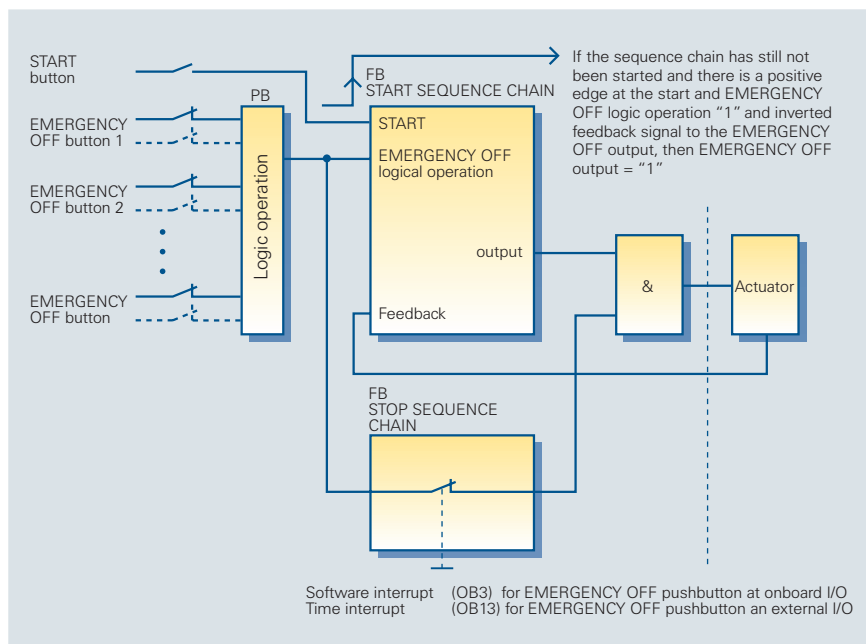 START
button
EMERGENCY
OFF button 1
EMERGENCY
OFF button 2
EMERGENCY
OFF button
PB
Logic operation
FB
START SEQUENCE CHAIN
START
EMERGENCY OFF
logical operation
output
Feedback
If the sequence chain has still not
been started and there is a positive
edge at the start and EMERGENCY
OFF logic operation “1” and inverted
feedback signal to the EMERGENCY
OFF output, then EMERGENCY OFF
output = “1”
&
Actuator
FB
STOP SEQUENCE
CHAIN
Software interrupt (OB3) for EMERGENCY OFF pushbutton at onboard I/O
Time interrupt (OB13) for EMERGENCY OFF pushbutton an external I/O